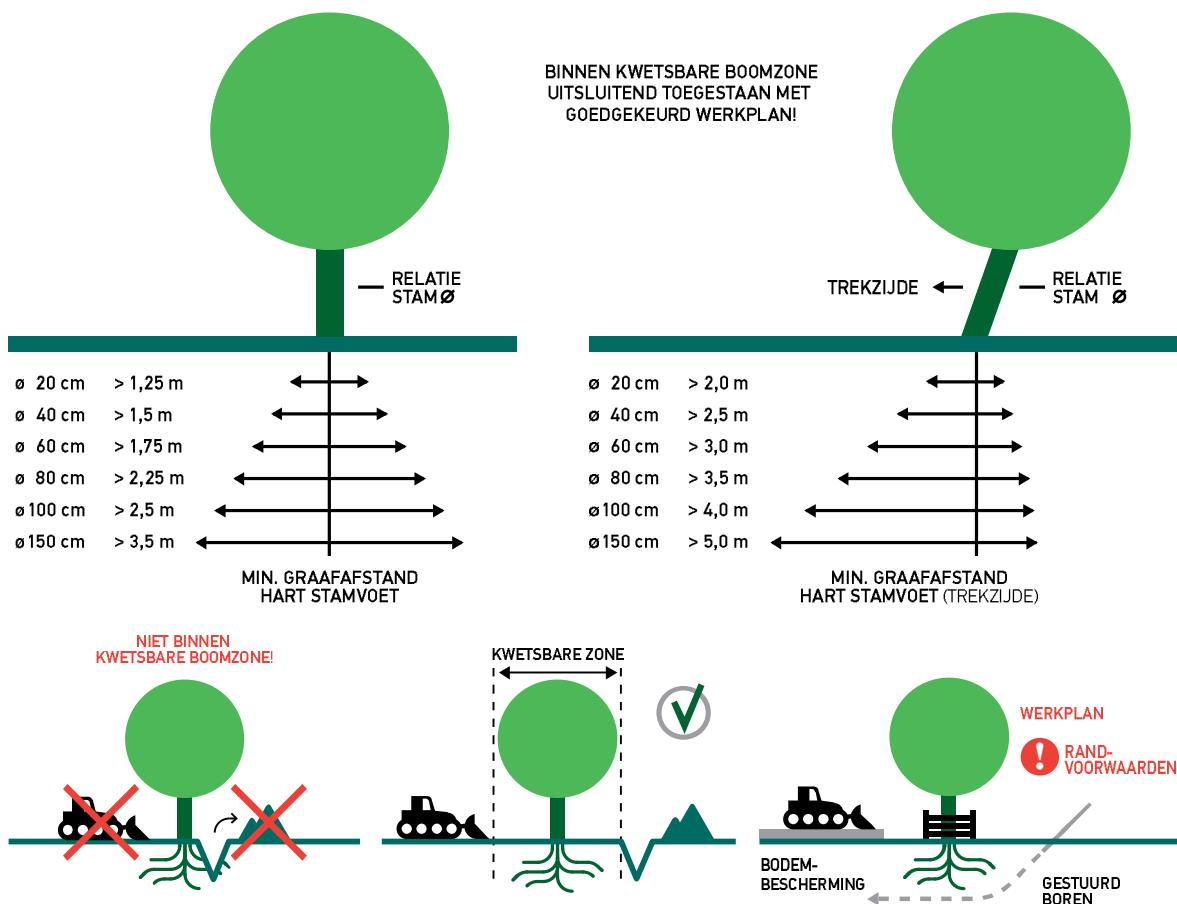 BINNEN KWETSBARE BOOMZONE
UITSLUITEND TOEGESTAAN MET
GOEDGEKEURD WERKPLAN!
RELATIE
STAM Ø
TREKZIJDE
RELATIE
STAM Ø
ø 20 cm > 1,25 m
ø 40 cm > 1,5 m
ø 60 cm > 1,75 m
ø 80 cm > 2,25 m
ø 100 cm > 2,5 m
ø 150 cm > 3,5 m
MIN. GRAAFAFSTAND
HART STAMVOET
ø 20 cm > 2,0 m
ø 40 cm > 2,5 m
ø 60 cm > 3,0 m
ø 80 cm > 3,5 m
ø 100 cm > 4,0 m
ø 150 cm > 5,0 m
MIN. GRAAFAFSTAND
HART STAMVOET (TREKZIJDE)
NIET BINNEN
KWETSBARE BOOMZONE!
KWETSBARE ZONE
WERKPLAN
!
RAND-
VOORWAARDEN
BODEM-
BESCHERMING
GESTUURD
BOREN